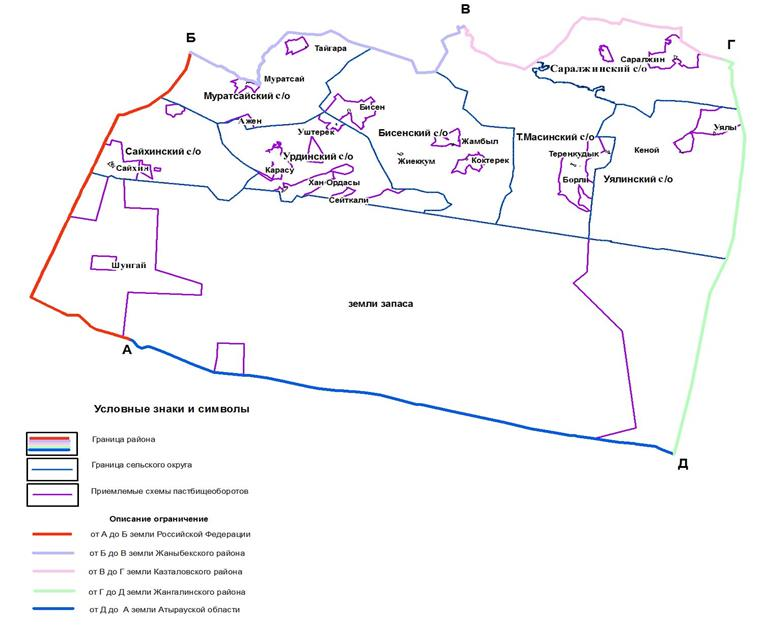 В
Б
Г
Тайгара
Саралжин
Саралжинский с/о
Муратсай
Муратсайский с/о
Бисен
Ажен
Уялы
Уштерек
Бисенский с/о
Т.Масинский с/о
Жамбыл
Кеной
Сайхинский с/о
Урдинский с/о
Жиеккум
Коктерек
Теренкудык
Сайхин
Карасу
Борли
Уялинский с/о
Хан Ордасы
Сейткали
Шунгай
земли запаса
А
Д
Условные знаки и символы
Граница района
Граница сельского округа
Приемлемые схемы пастбищеоборотов
Описание ограничение
от А до Б земли Российской Федерации
от Б до В земли Жаныбекского района
от В до Г земли Казталовского района
от Г до Д земли Жангалинского района
от Д до А земли Атырауской области